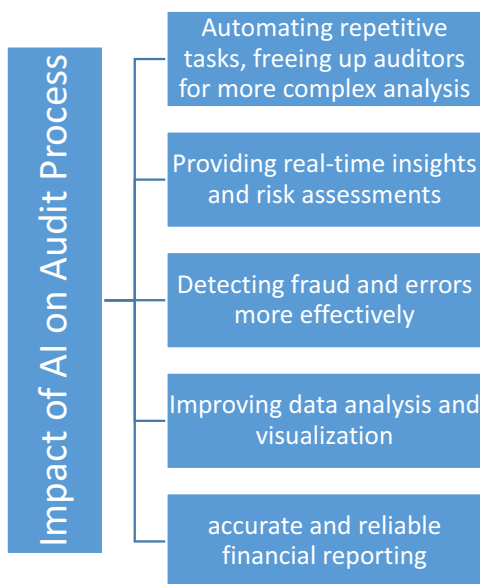 Impact of AI on Audit Process
Automating repetitive
tasks, freeing up auditors
for more complex analysis
Providing real-time insights
and risk assessments
Detecting fraud and errors
more effectively
Improving data analysis and
visualization
accurate and reliable
financial reporting